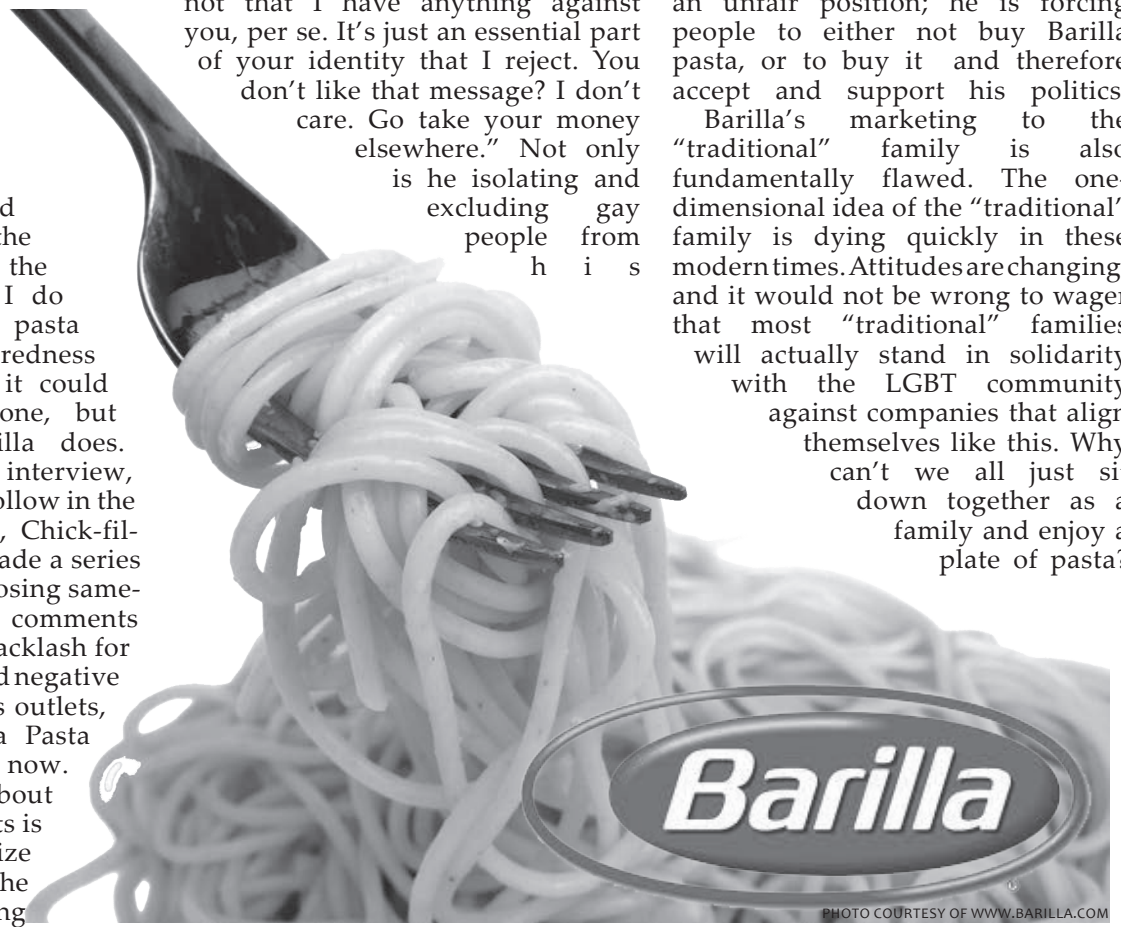 d
the
the
I do
pasta
redness
it could
one, but
illa does.
interview,
ollow in the
, Chick-fil-
ade a series
osing same-
comments
acklash for
d negative
s outlets,
a Pasta
now.
bout
ts is
ize
he
ng
not that I have anything against
you, per se. It's just an essential part
of your identity that I reject. You
don't like that message? I don't
care. Go take your money
elsewhere.” Not only
is he isolating and
excluding gay
people from
h i s
an unfair position; he is forcing
people to either not buy Barilla
pasta, or to buy it and therefore
accept and support his politics
Barilla's marketing to the
“traditional” family is also
fundamentally flawed. The one-
dimensional idea of the “traditional”
family is dying quickly in these
modern times. Attitudes are changing
and it would not be wrong to wager
that most “traditional” families
will actually stand in solidarity
with the LGBT community
against companies that align
themselves like this. Why
can't we all just sit
down together as a
family and enjoy a
plate of pasta?
Barilla
PHOTO COURTESY OF WWW.BARILLA.COM